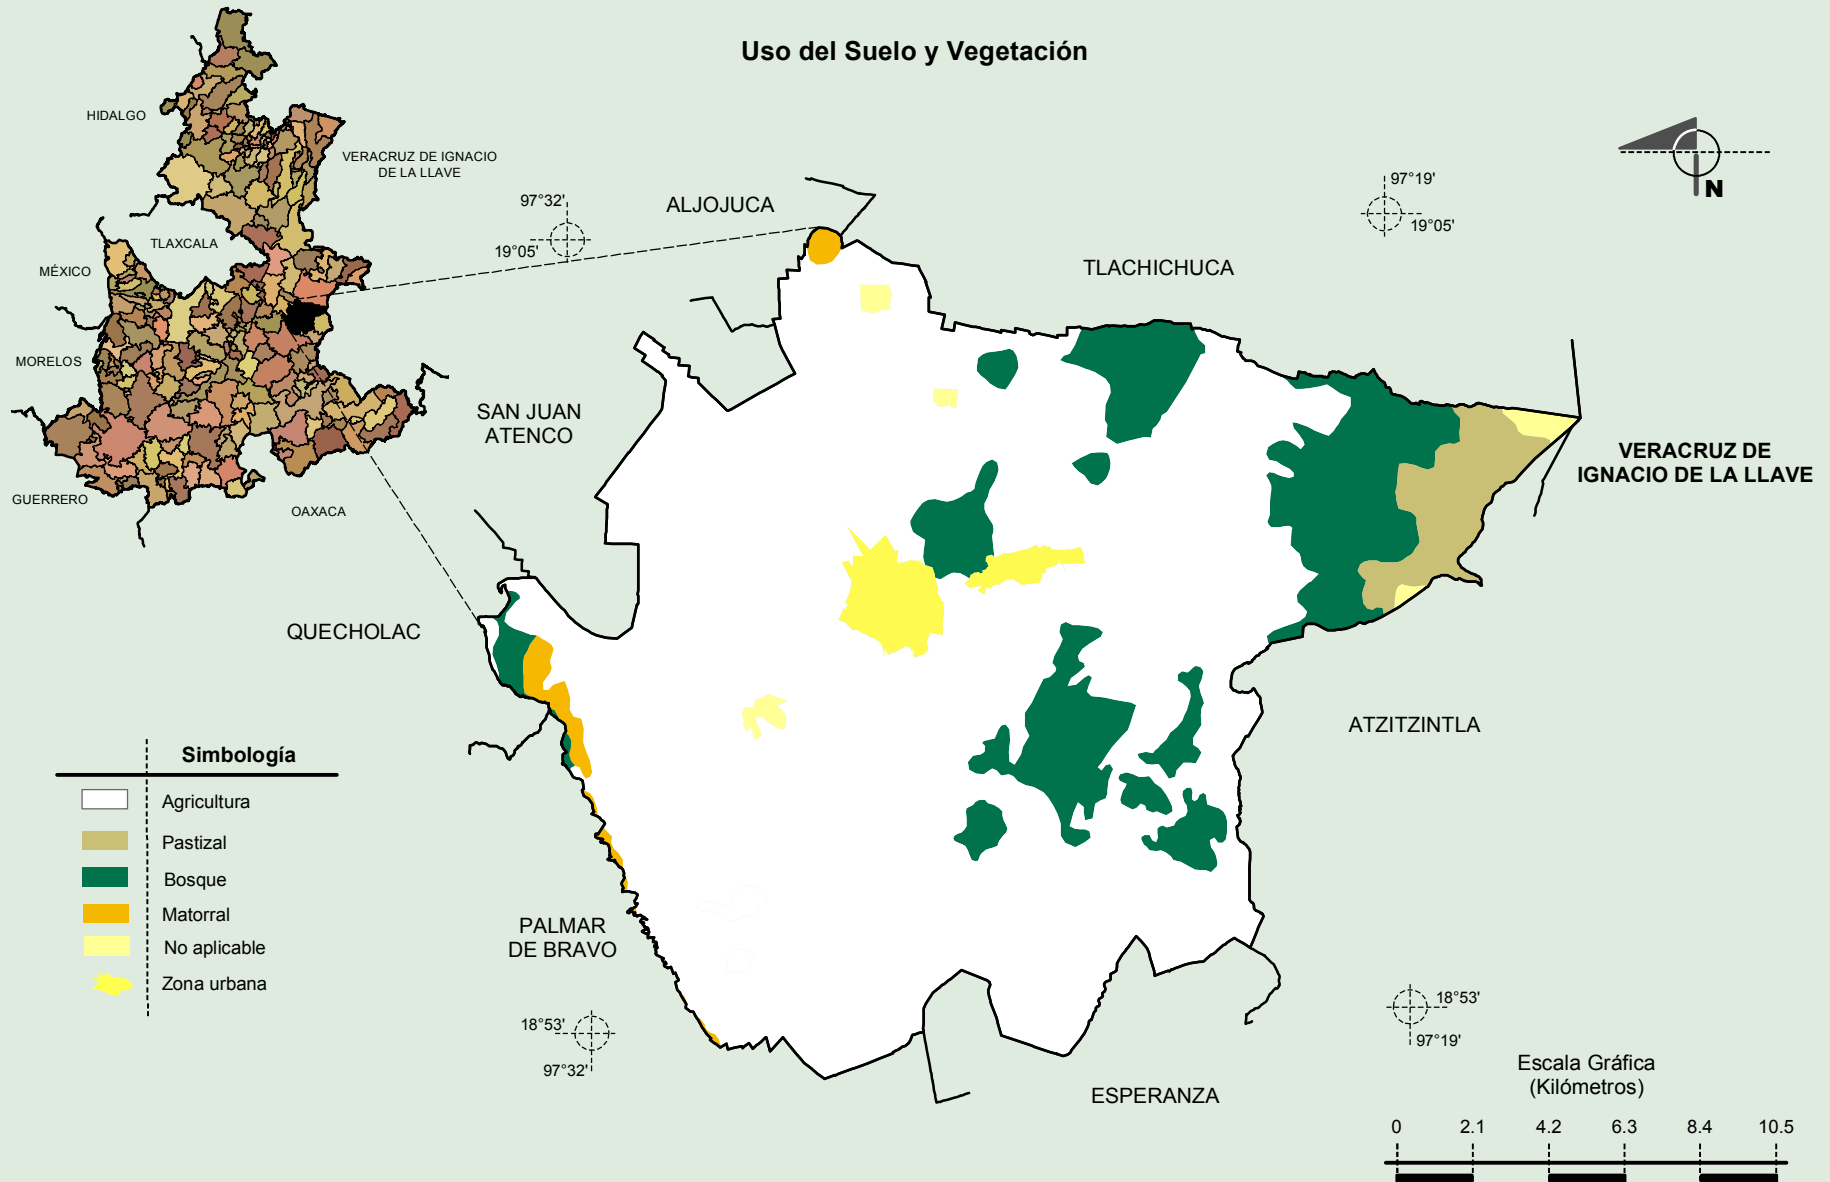 Uso del Suelo y Vegetación
HIDALGO
VERACRUZ DE IGNACIO
DE LA LLAVE
TLAXCALA
MÉXICO
MORELOS
GUERRERO
OAXACA
97°32'
19°05'
ALJOJUCA
97°19'
19°05'
N
TLACHICHUCA
SAN JUAN
ATENCO
VERACRUZ DE
IGNACIO DE LA LLAVE
QUECHOLAC
ATZITZINTLA
Simbología
Agricultura
Pastizal
Bosque
Matorral
No aplicable
Zona urbana
PALMAR
DE BRAVO
18°53'
97°32'
18°53'
97°19'
ESPERANZA
Escala Gráfica
(Kilómetros)
0 2.1 4.2 6.3 8.4 10.5